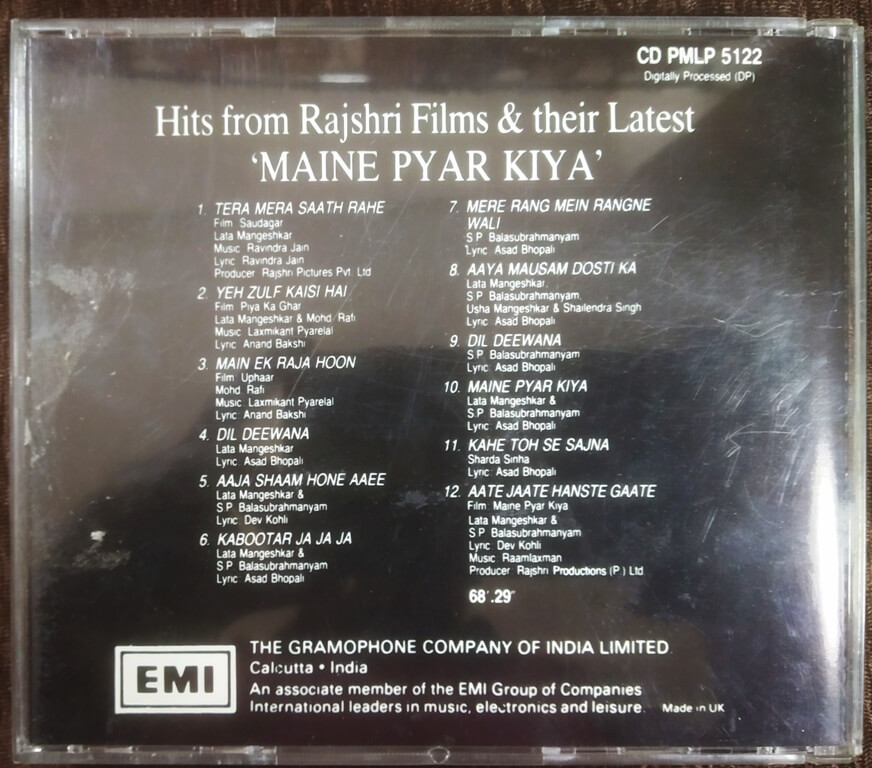 CD PMLP 5122
Digitally Processed (DP)
Hits from Rajshri Films & their Latest
'MAINE PYAR KIYA'
1. TERA MERA SAATH RAHE
Film Saudagar
Lata Mangeshkar
Music Ravindra Jain
Lyric Ravindra Jain
Producer Rajshri Pictures Pvt. Ltd
2. YEH ZULF KAISI HAI
Film Piya Ka Ghar
Lata Mangeshkar & Mohd Rafi
Music Laxmikant Pyarelal
Lyric Anand Bakshi
3. MAIN EK RAJA HOON
Film Uphaar
Mohd Rafi
Music Laxmikant Pyarelal
Lyric Anand Bakshi
4. DIL DEEWANA
Lata Mangeshkar
Lyric Asad Bhopali
5. AAJA SHAAM HONE AAEE
Lata Mangeshkar &
S P Balasubrahmanyam
Lyric Dev Kohli
6. KABOOTAR JA JA JA
Lata Mangeshkar &
S P Balasubrahmanyam
Lyric Asad Bhopali
7. MERE RANG MEIN RANGNE
WALI
S P Balasubrahmanyam
Lyric Asad Bhopali
8. AAYA MAUSAM DOSTI KA
Lata Mangeshkar,
S P Balasubrahmanyam,
Usha Mangeshkar & Shailendra Singh
Lyric Asad Bhopali
9. DIL DEEWANA
S P Balasubrahmanyam
Lyric Asad Bhopali
10. MAINE PYAR KIYA
Lata Mangeshkar &
S P Balasubrahmanyam
Lyric Asad Bhopali
11. KAHE TOH SE SAJNA
Sharda Sinha
Lyric Asad Bhopali
12. AATE JAATE HANSTE GAATE
Film Maine Pyar Kiya
Lata Mangeshkar &
S P Balasubrahmanyam
Lyric Dev Kohli
Music Raamlaxman
Producer Rajshri Productions (P ) Ltd
68'.29"
EMI
THE GRAMOPHONE COMPANY OF INDIA LIMITED
Calcutta • India
An associate member of the EMI Group of Companies
International leaders in music, electronics and leisure. Made in UK